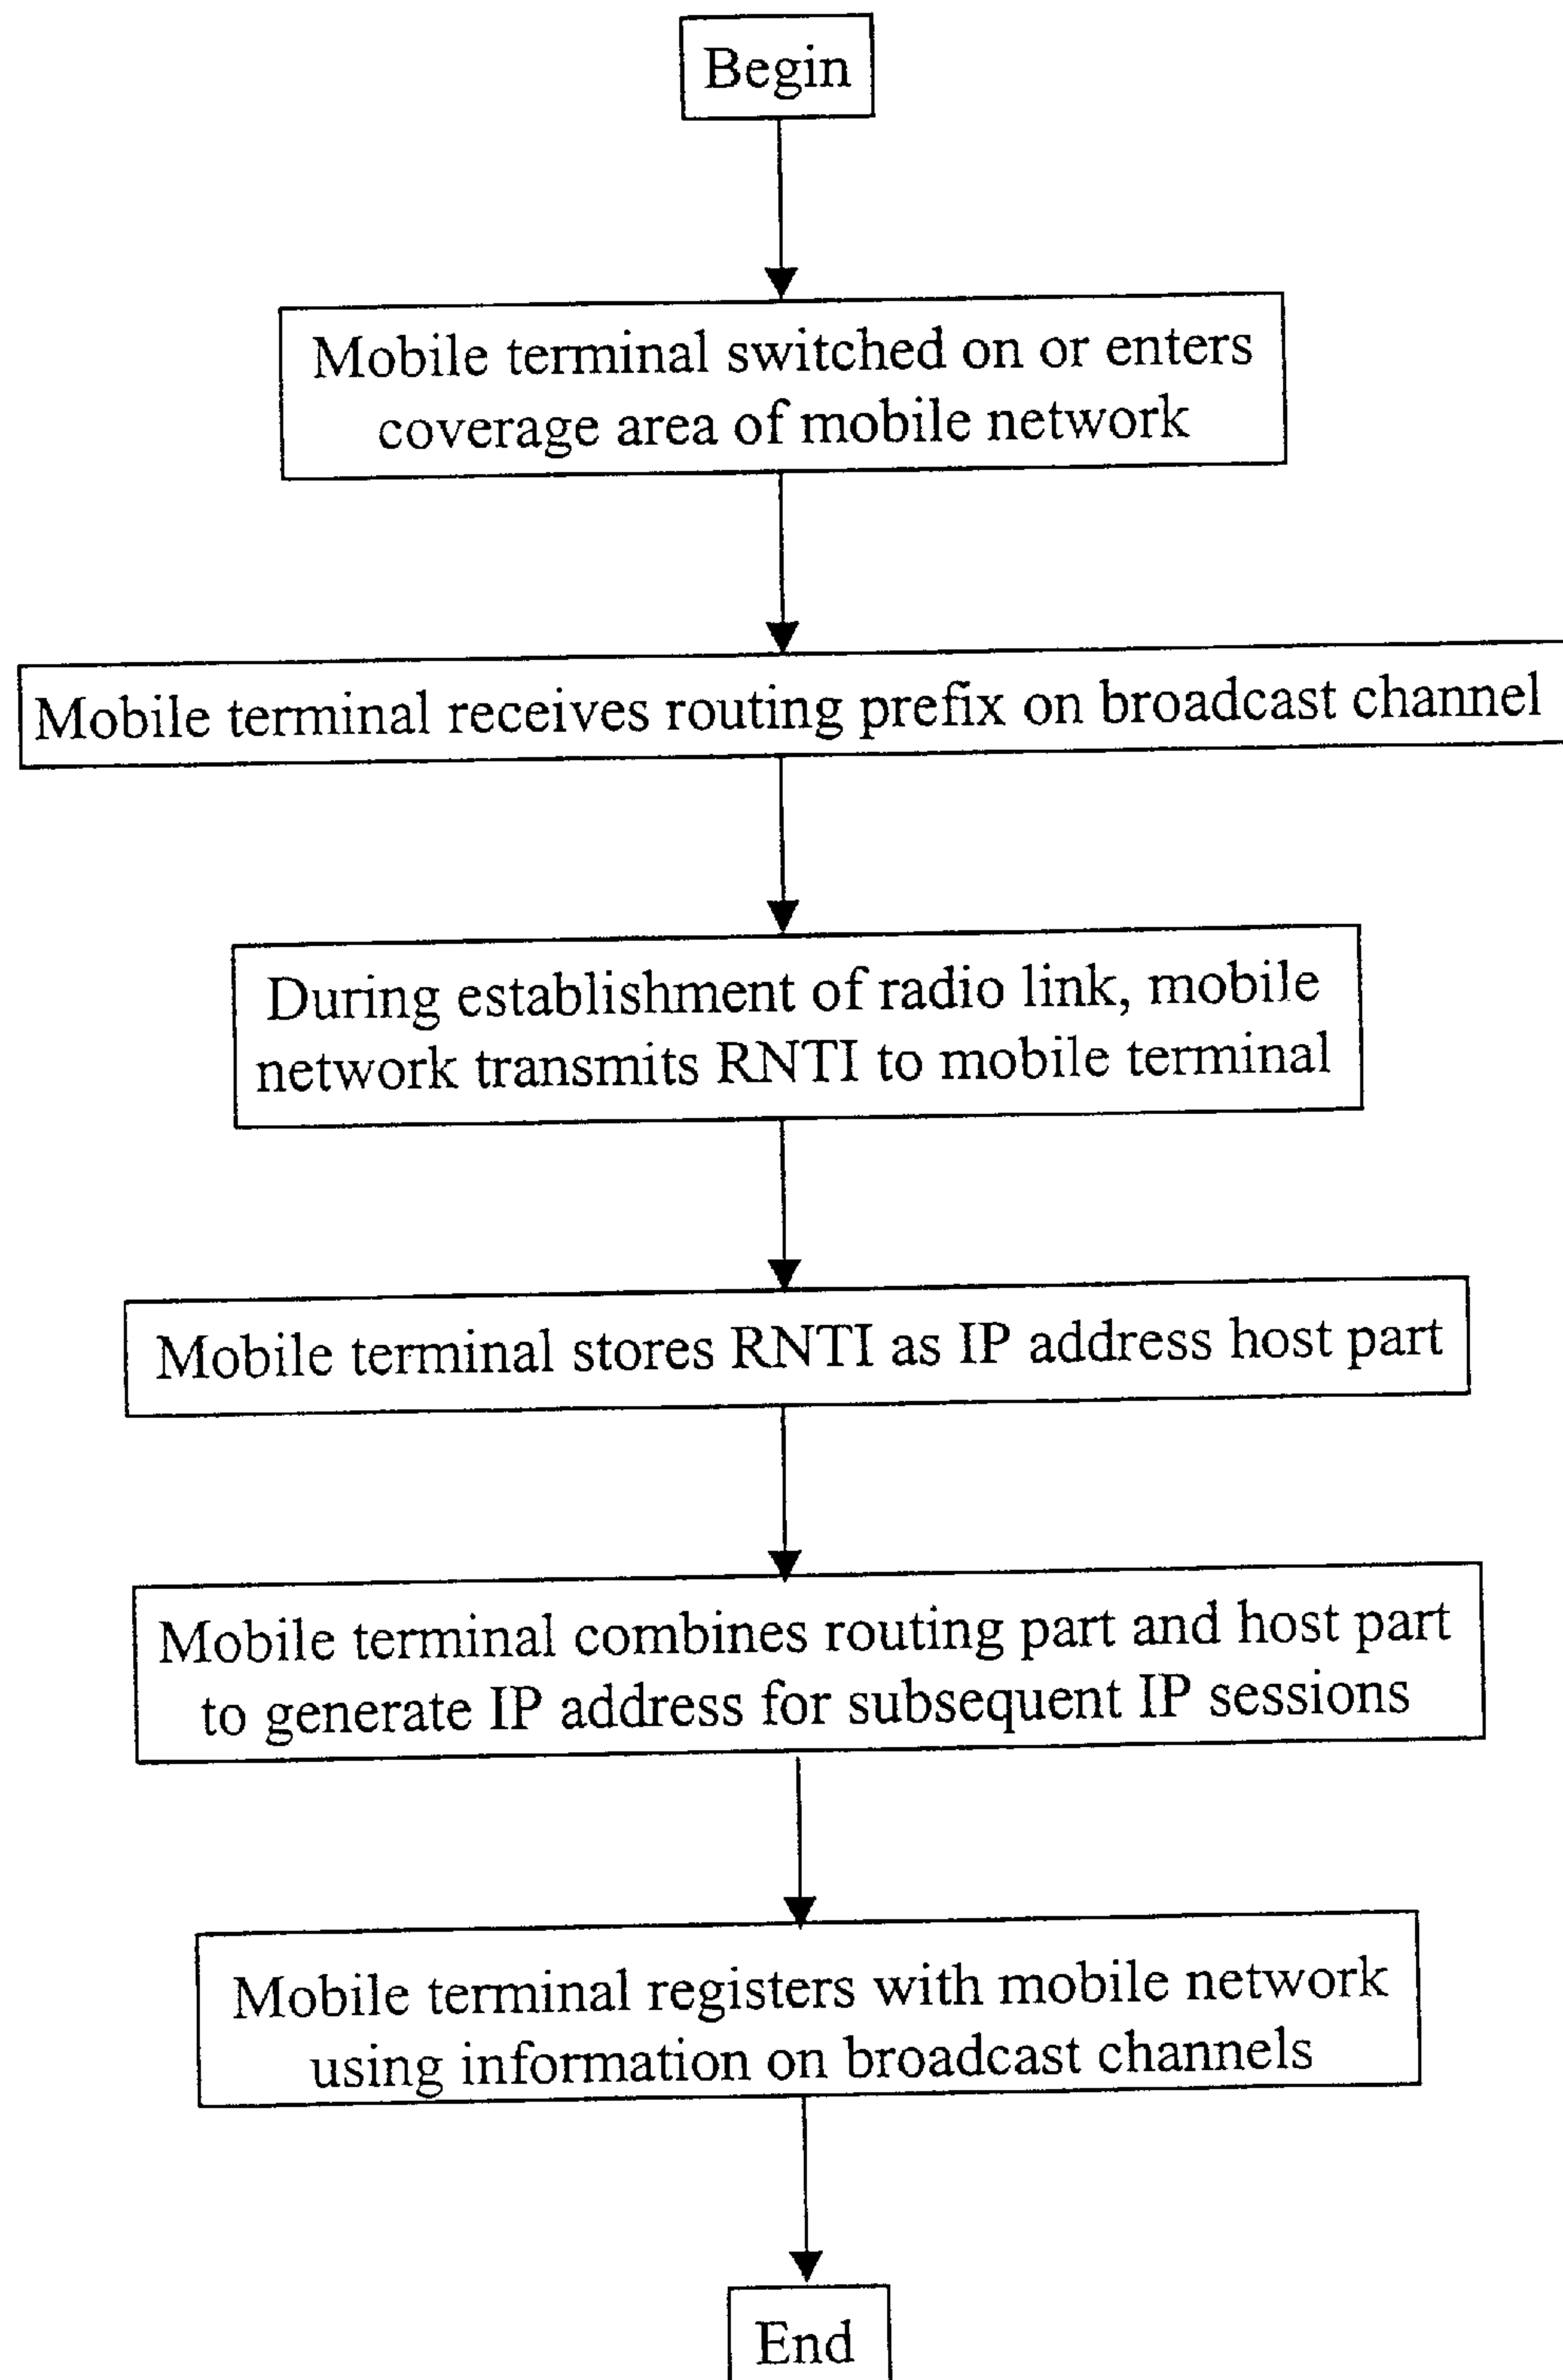 Begin
Mobile terminal switched on or enters
coverage area of mobile network
Mobile terminal receives routing prefix on broadcast channel
During establishment of radio link, mobile
network transmits RNTI to mobile terminal
Mobile terminal stores RNTI as IP address host part
Mobile terminal combines routing part and host part
to generate IP address for subsequent IP sessions
Mobile terminal registers with mobile network
using information on broadcast channels
End